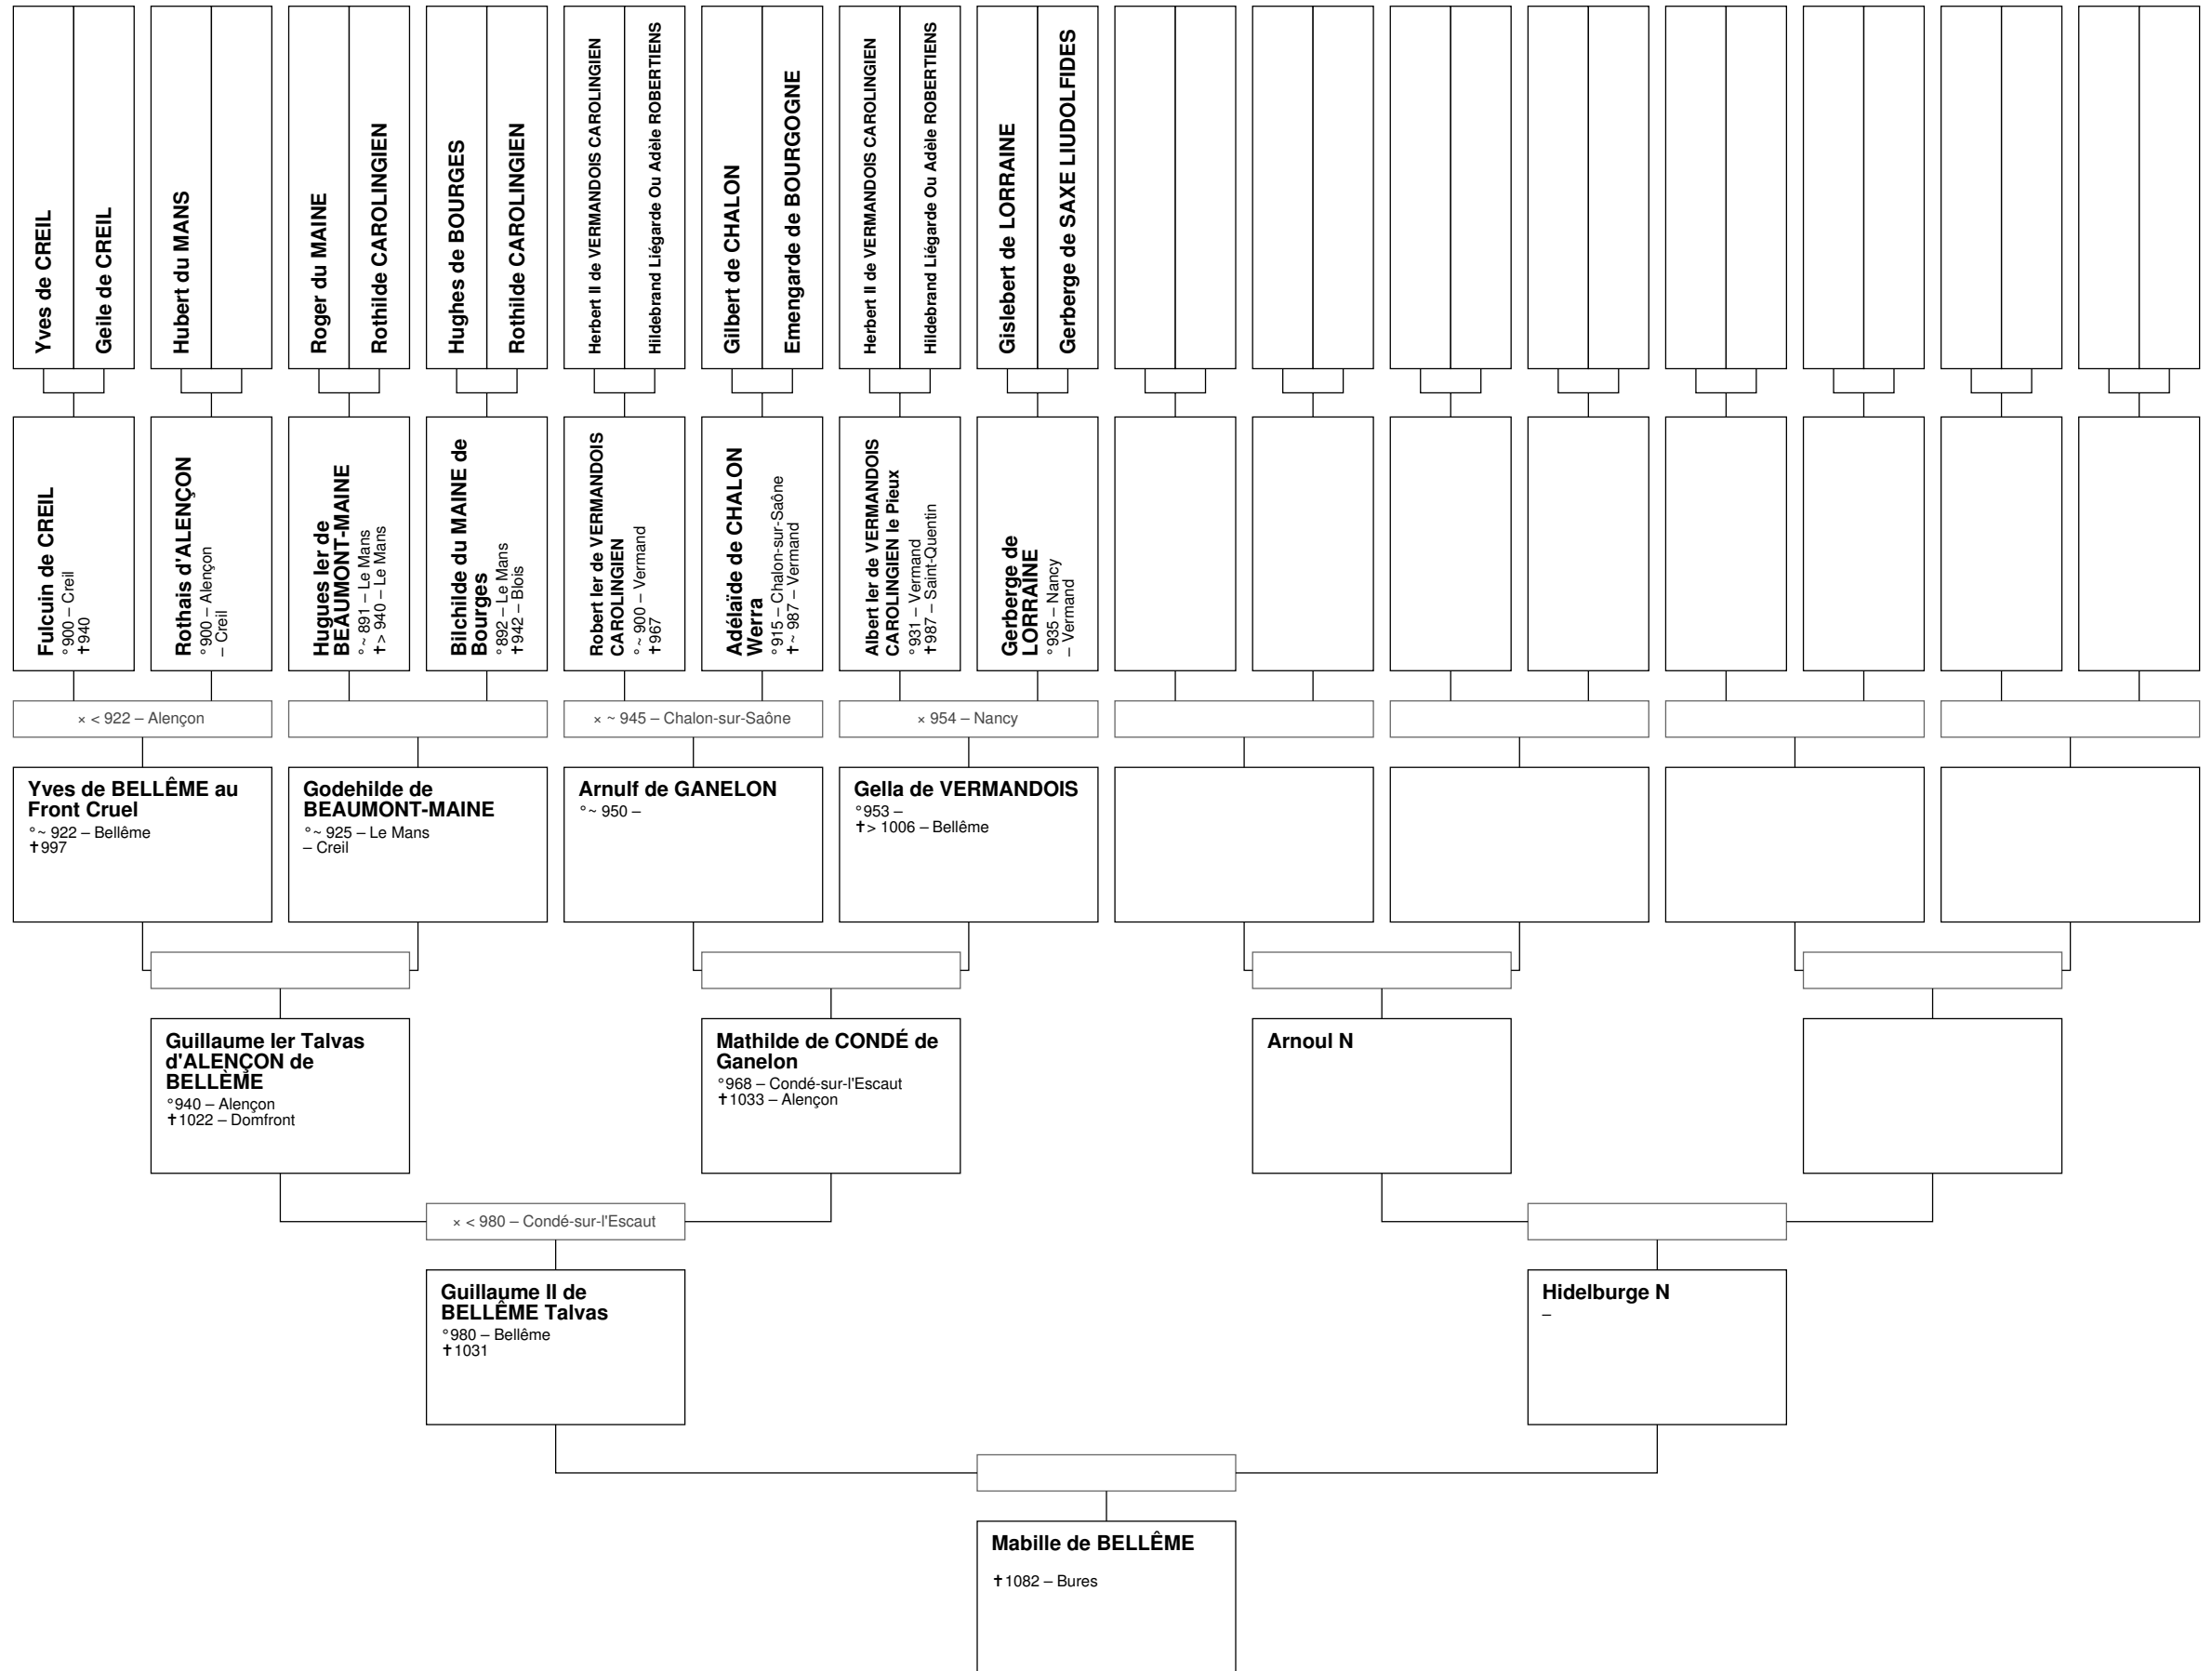 Yves de CREIL
Geile de CREIL
Hubert du MANS
Roger du MAINE
Rothilde CAROLINGIEN
Hughes de BOURGES
Rothilde CAROLINGIEN
Herbert II de VERMANDOIS CAROLINGIEN
Hildebrand Liégarde Ou Adèle ROBERTIENS
Gilbert de CHALON
Emengarde de BOURGOGNE
Herbert II de VERMANDOIS CAROLINGIEN
Hildebrand Liégarde Ou Adèle ROBERTIENS
Gislebert de LORRAINE
Gerberge de SAXE LIUDOLFIDES
Fulcuin de CREIL
°900 – Creil
✝940
Rothais d'ALENÇON
°900 – Alençon
– Creil
Hugues Ier de
BEAUMONT-MAINE
°~ 891 – Le Mans
✝> 940 – Le Mans
Bilchilde du MAINE de
Bourges
°892 – Le Mans
✝942 – Blois
Robert Ier de VERMANDOIS
CAROLINGIEN
°~ 900 – Vermand
✝967
Adélaïde de CHALON
Werra
°915 – Chalon-sur-Saône
✝~ 987 – Vermand
Albert Ier de VERMANDOIS
CAROLINGIEN le Pieux
°931 – Vermand
✝987 – Saint-Quentin
Gerberge de
LORRAINE
°935 – Nancy
– Vermand
× < 922 – Alençon
× ~ 945 – Chalon-sur-Saône
× 954 – Nancy
Yves de BELLÊME au
Front Cruel
°~ 922 – Bellême
✝997
Godehilde de
BEAUMONT-MAINE
°~ 925 – Le Mans
– Creil
Arnulf de GANELON
°~ 950 –
Gella de VERMANDOIS
°953 –
✝> 1006 – Bellême
Guillaume Ier Talvas
d'ALENÇON de
BELLÊME
°940 – Alençon
✝1022 – Domfront
Mathilde de CONDÉ de
Ganelon
°968 – Condé-sur-l'Escaut
✝1033 – Alençon
Arnoul N
× < 980 – Condé-sur-l'Escaut
Guillaume II de
BELLÊME Talvas
°980 – Bellême
✝1031
Hidelburge N
–
Mabille de BELLÊME
✝1082 – Bures